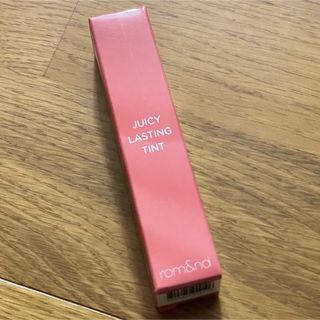 JUICY
LASTING
TINT
rom&nd